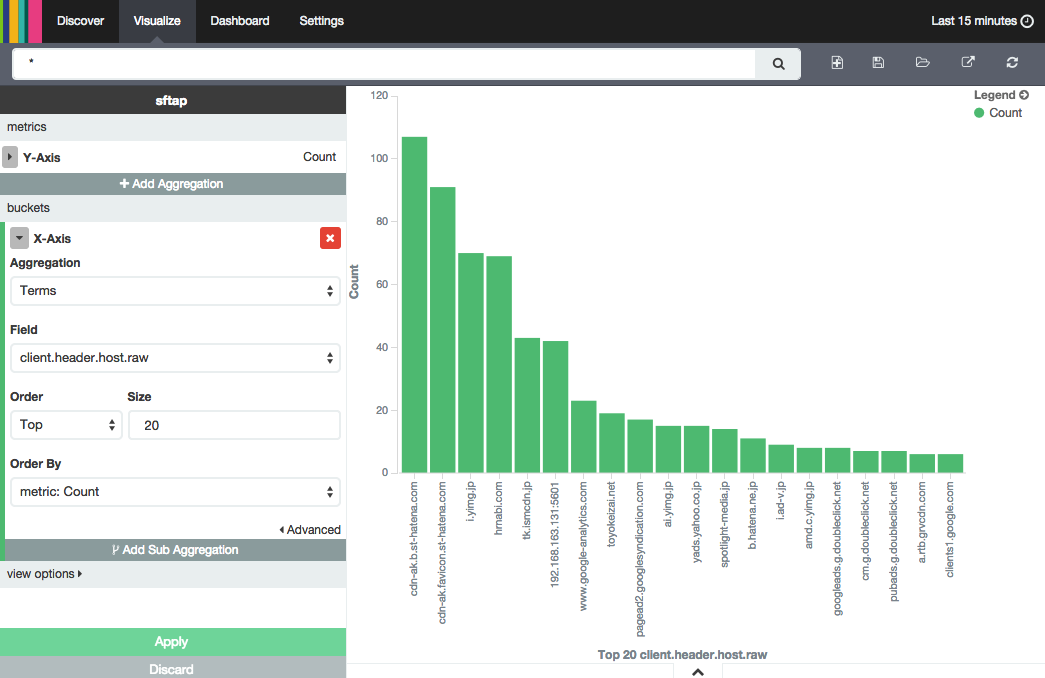 Discover Visualize Dashboard Settings Last 15 minutes
*
sftap
metrics
Y-Axis Count
Add Aggregation
buckets
X-Axis
Aggregation
Terms
Field
client.header.host.raw
Order Size
Top 20
Order By
metric: Count
Advanced
Add Sub Aggregation
view options
Apply
Discard
Legend
Count
Count
120
100
80
60
40
20
0
cdn-ak.b.st-hatena.com
cdn-ak.favicon.st-hatena.com
i.yimg.jp
hrnabi.com
tk.ismcdn.jp
192.168.163.131:5601
www.google-analytics.com
toyokeizai.net
pagead2.googlesyndication.com
ai.yimg.jp
yads.yahoo.co.jp
spotlight-media.jp
b.hatena.ne.jp
i.ad-v.jp
amd.c.yimg.jp
googleads.g.doubleclick.net
cm.g.doubleclick.net
pubads.g.doubleclick.net
a.rtb.grvcdn.com
clients1.google.com
Top 20 client.header.host.raw